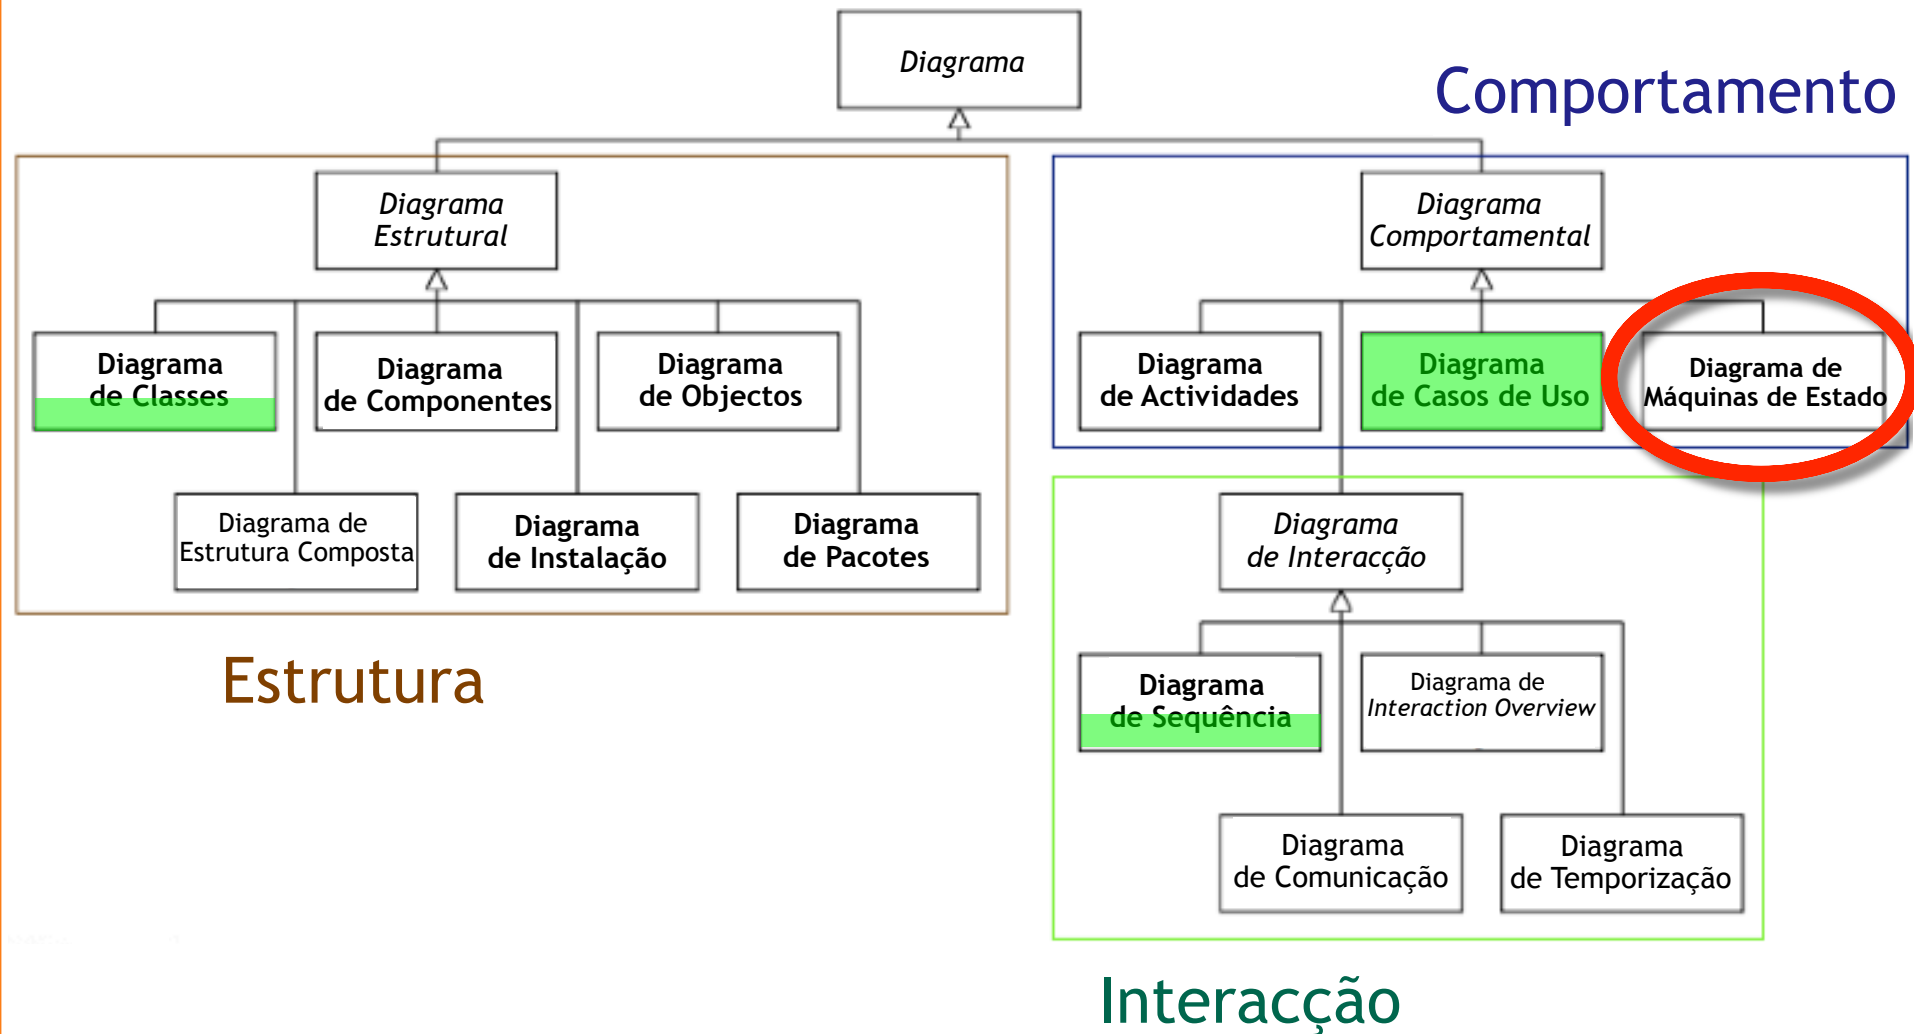 Diagrama
Comportamento
Diagrama
Estrutural
Diagrama
Comportamental
Diagrama
de Classes
Diagrama
de Componentes
Diagrama
de Objectos
Diagrama
de Actividades
Diagrama
de Casos de Uso
Diagrama de
Máquinas de Estado
Diagrama de
Estrutura Composta
Diagrama
de Instalação
Diagrama
de Pacotes
Diagrama
de Interacção
Estrutura
Diagrama
de Sequência
Diagrama de
Interaction Overview
Diagrama
de Comunicação
Diagrama
de Temporização
Interacção